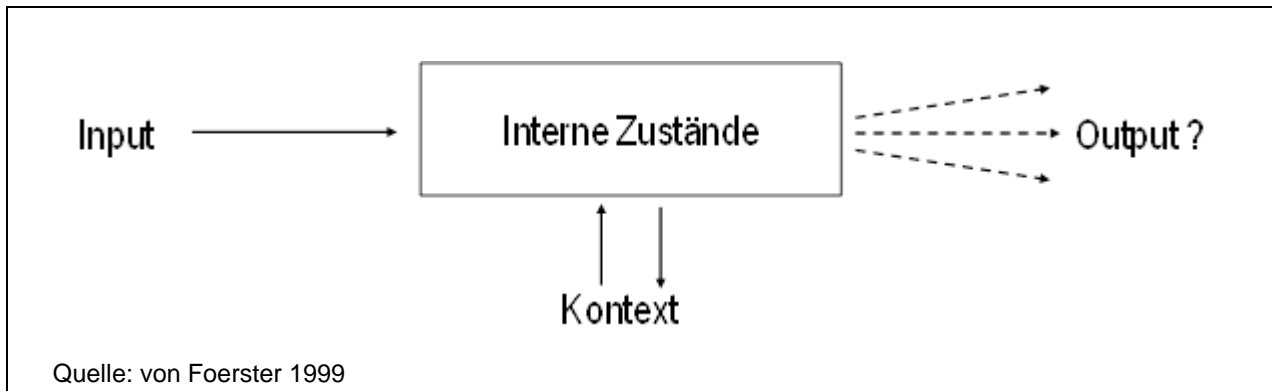 Input
Interne Zustände
Output ?
Kontext
Quelle: von Foerster 1999